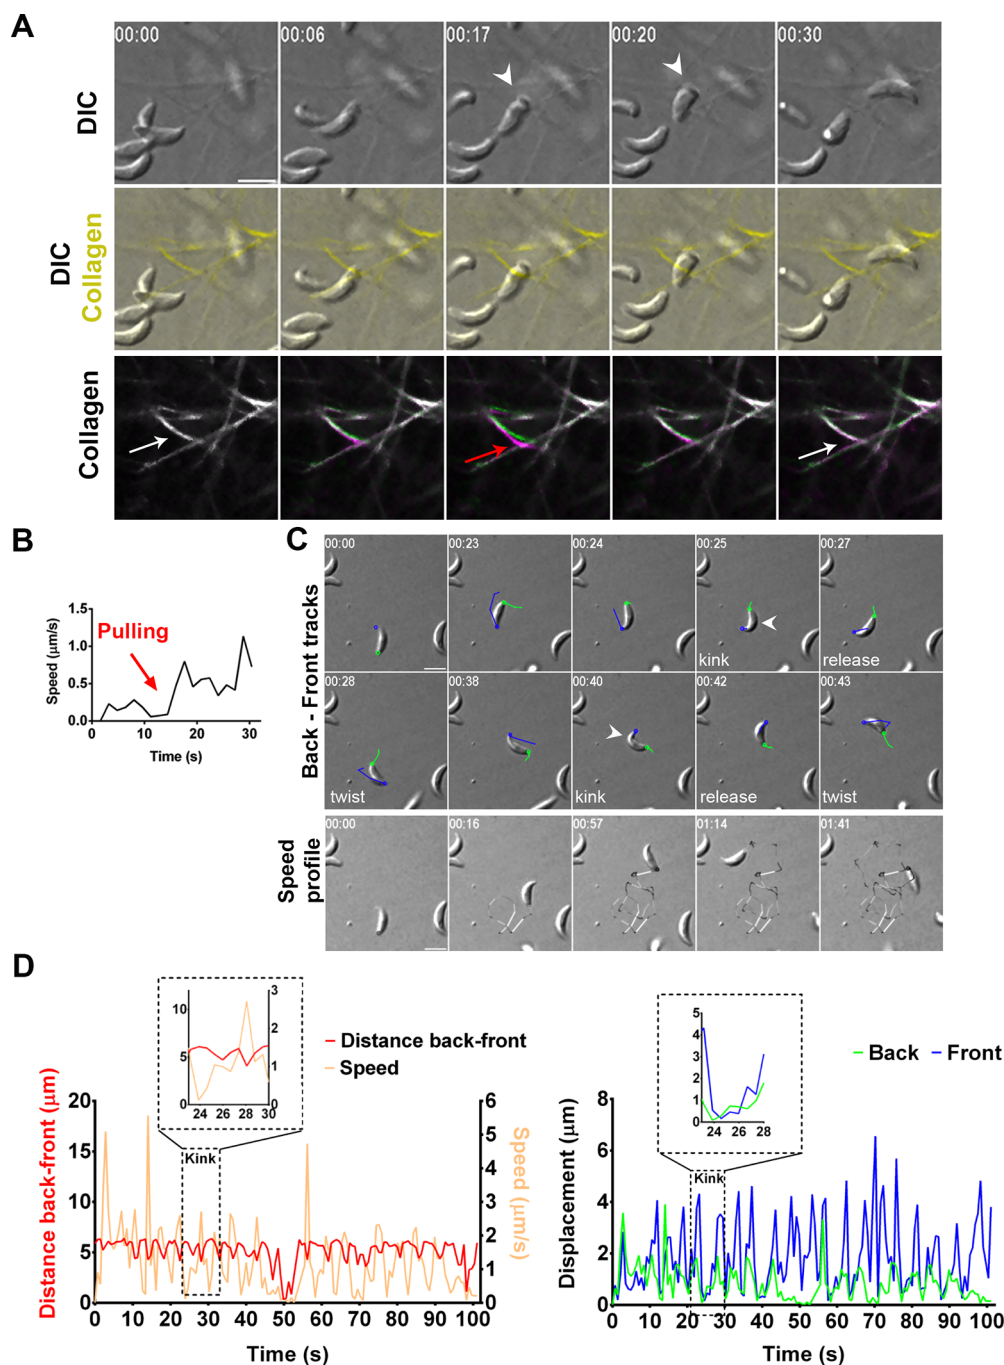 A
DIC
00:00
00:06
00:17
00:20
00:30
DIC
Collagen
Collagen
B
Speed (μm/s)
1.5
1.0
0.5
0.0
Pulling
0
10
20
30
Time (s)
C
Back - Front tracks
00:00
00:23
00:24
00:25
00:27
kink
release
00:28
00:38
00:40
00:42
00:43
twist
kink
release
twist
Speed
profile
00:00
00:16
00:57
01:14
01:41
D
Distance back-front (μm)
20
15
10
5
0
10
5
0
3
2
1
0
24
26
28
30
Kink
Distance back-front
Speed
6
5
4
3
2
1
0
Speed (μm/s)
0
10
20
30
40
50
60
70
80
90
100
Time (s)
Displacement (μm)
8
6
4
2
0
5
4
3
2
1
0
24
26
28
Kink
Back
Front
0
10
20
30
40
50
60
70
80
90
100
Time (s)